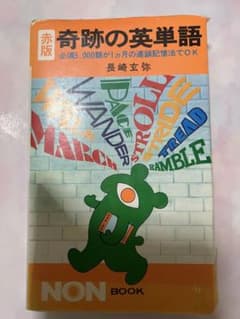 赤版
奇跡の英単語
必須5,000語が1ヵ月の連鎖記憶法でOK
長崎玄弥
MARCH
WANDER
DANCE
STROLL
STRIDE
TREAD
RAMBLE
NON BOOK